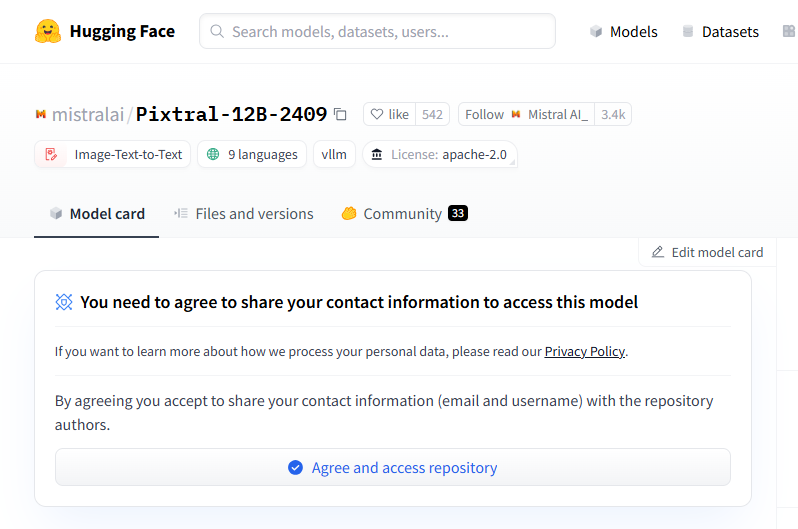 Hugging Face
Search models, datasets, users...
Models
Datasets
mistralai/Pixtral-12B-2409
like 542
Follow Mistral AI_ 3.4k
Image-Text-to-Text
9 languages
vllm
License: apache-2.0
Model card
Files and versions
Community 33
Edit model card
You need to agree to share your contact information to access this model
If you want to learn more about how we process your personal data, please read our Privacy Policy.
By agreeing you accept to share your contact information (email and username) with the repository
authors.
Agree and access repository